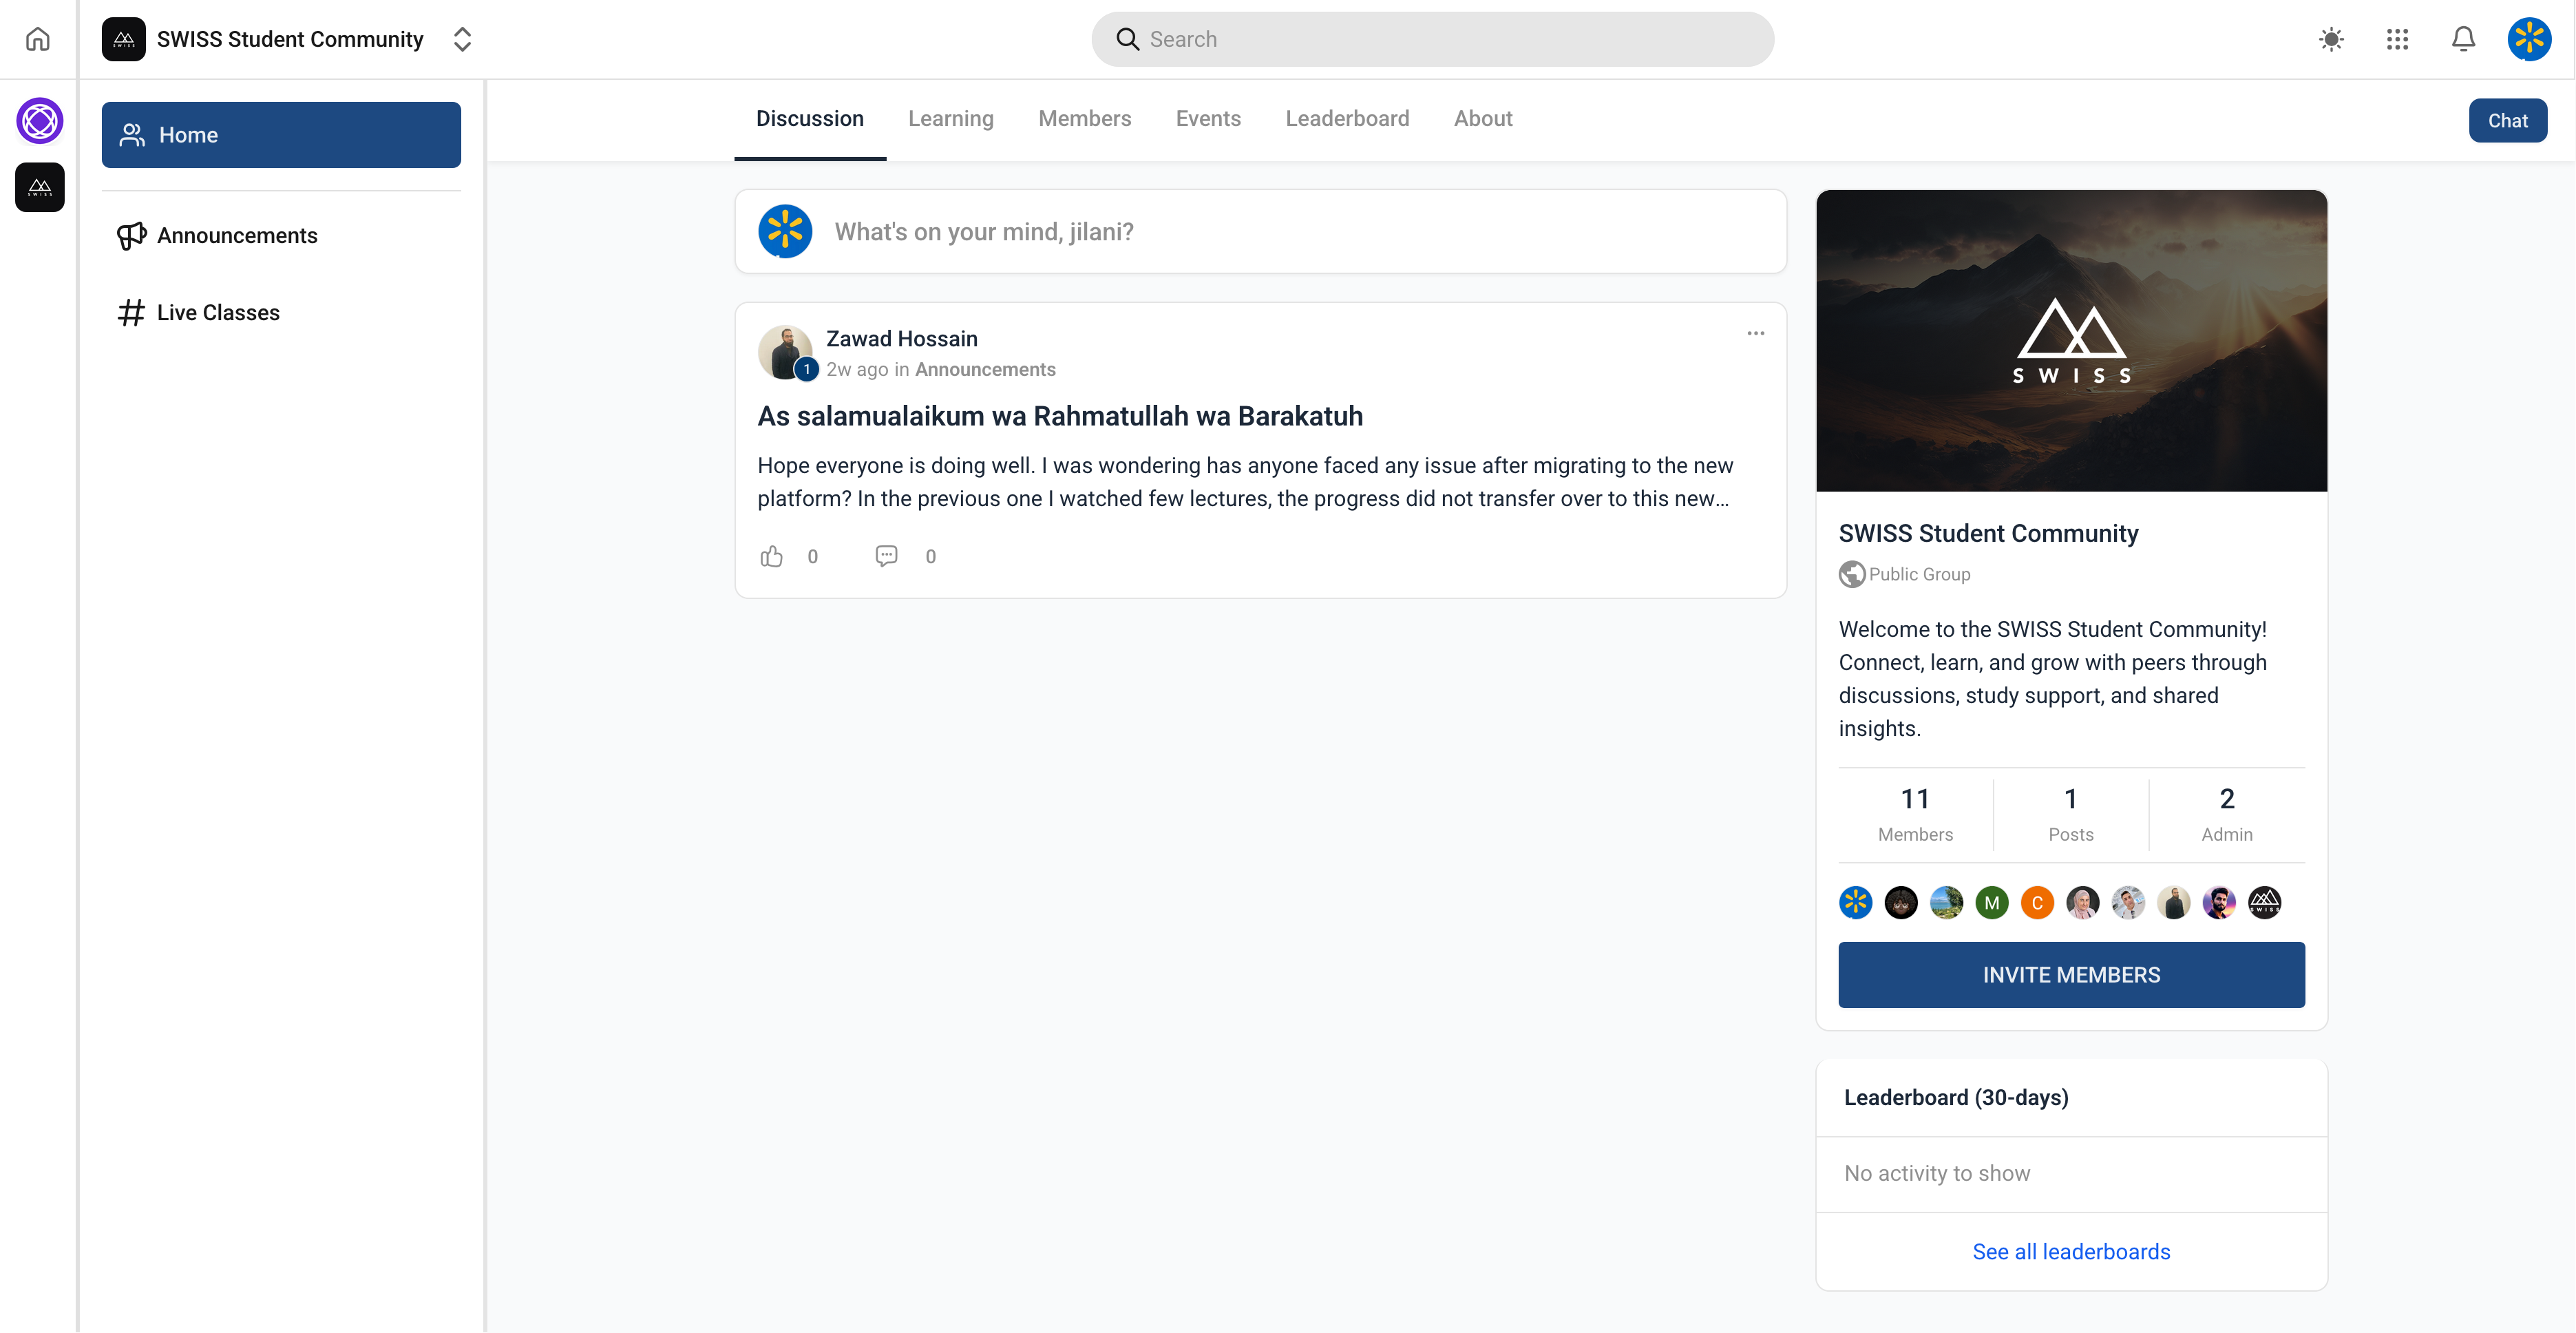 SWISS Student Community
Search
Home
Announcements
Live Classes
Discussion
Learning
Members
Events
Leaderboard
About
Chat
What's on your mind, jilani?
Zawad Hossain
1
2w ago in Announcements
As salamualaikum wa Rahmatullah wa Barakatuh
Hope everyone is doing well. I was wondering has anyone faced any issue after migrating to the new
platform? In the previous one I watched few lectures, the progress did not transfer over to this new...
0
0
SWISS
SWISS Student Community
Public Group
Welcome to the SWISS Student Community!
Connect, learn, and grow with peers through
discussions, study support, and shared
insights.
11
Members
1
Posts
2
Admin
M
C
SWISS
INVITE MEMBERS
Leaderboard (30-days)
No activity to show
See all leaderboards
SWISS
SWISS